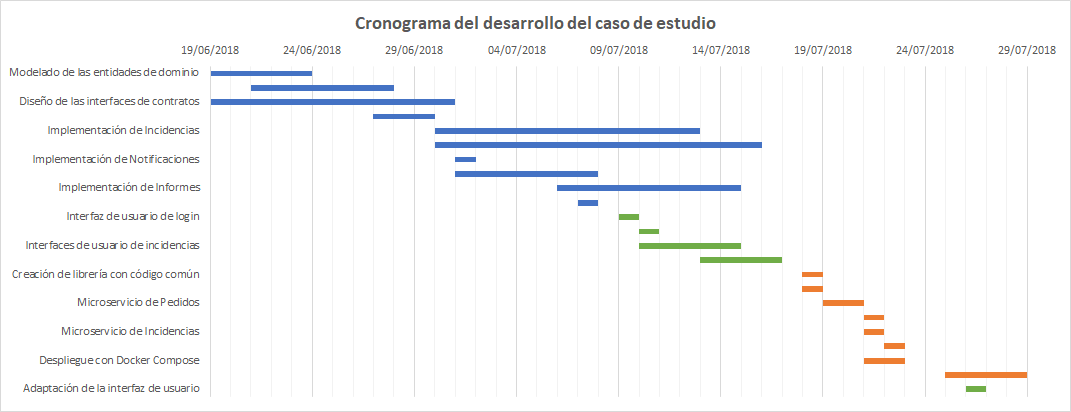 Cronograma del desarrollo del caso de estudio
19/06/2018 24/06/2018 29/06/2018 04/07/2018 09/07/2018 14/07/2018 19/07/2018 24/07/2018 29/07/2018
Modelado de las entidades de dominio
Diseño de las interfaces de contratos
Implementación de Incidencias
Implementación de Notificaciones
Implementación de Informes
Interfaz de usuario de login
Interfaces de usuario de incidencias
Creación de librería con código común
Microservicio de Pedidos
Microservicio de Incidencias
Despliegue con Docker Compose
Adaptación de la interfaz de usuario